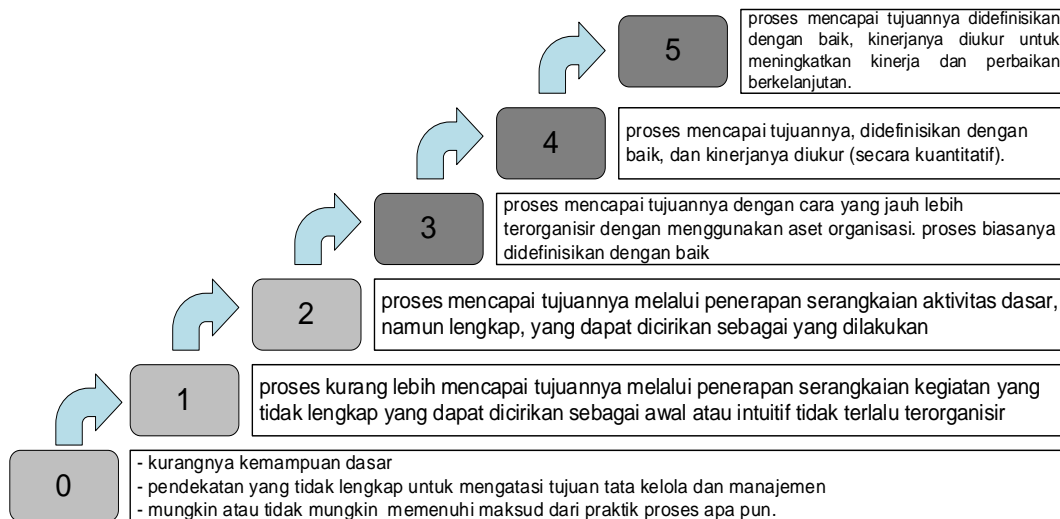 5
proses mencapai tujuannya didefinisikan
dengan baik, kinerjanya diukur untuk
meningkatkan kinerja dan perbaikan
berkelanjutan.
4
proses mencapai tujuannya, didefinisikan dengan
baik, dan kinerjanya diukur (secara kuantitatif).
3
proses mencapai tujuannya dengan cara yang jauh lebih
terorganisir dengan menggunakan aset organisasi. proses biasanya
didefinisikan dengan baik
2
proses mencapai tujuannya melalui penerapan serangkaian aktivitas dasar,
namun lengkap, yang dapat dicirikan sebagai yang dilakukan
1
proses kurang lebih mencapai tujuannya melalui penerapan serangkaian kegiatan yang
tidak lengkap yang dapat dicirikan sebagai awal atau intuitif tidak terlalu terorganisir
0
- kurangnya kemampuan dasar
- pendekatan yang tidak lengkap untuk mengatasi tujuan tata kelola dan manajemen
- mungkin atau tidak mungkin memenuhi maksud dari praktik proses apa pun.